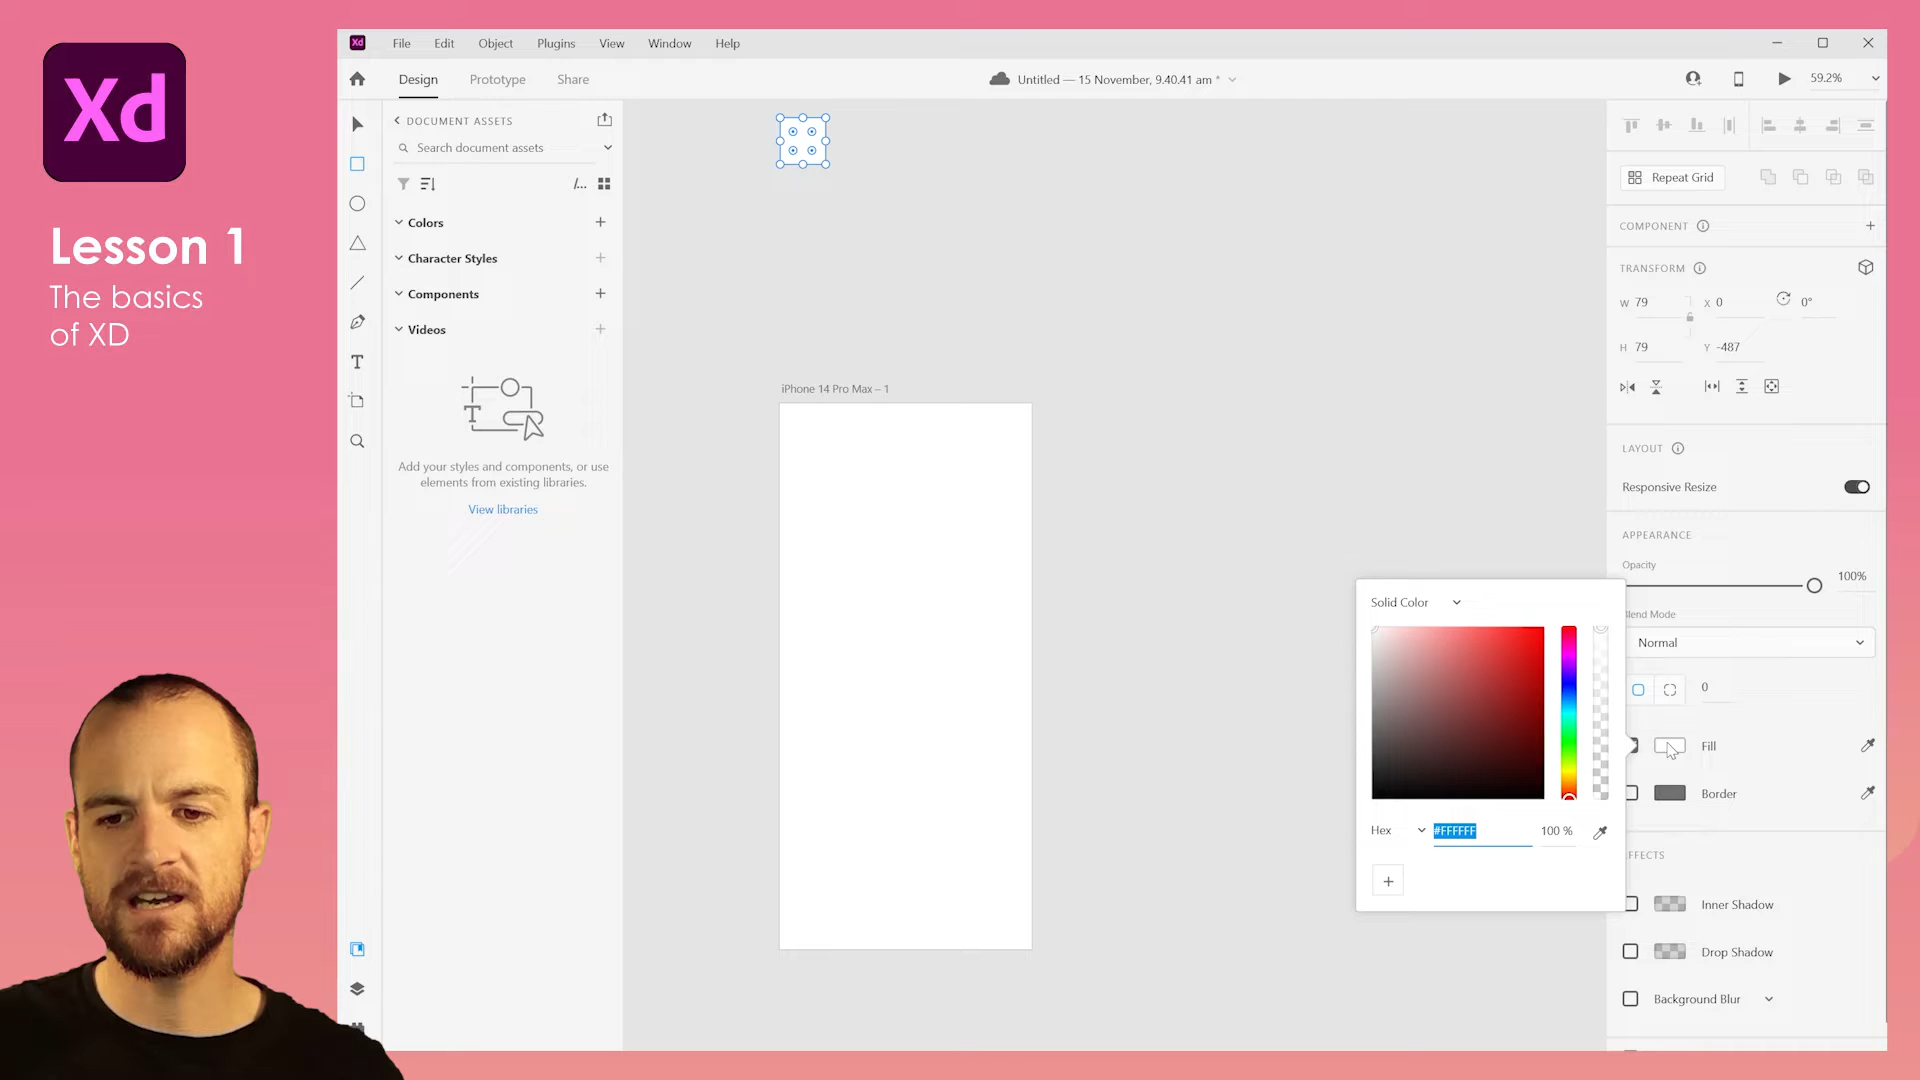 Xd
Lesson 1
The basics
of XD
Xd File Edit Object Plugins View Window Help
Design Prototype Share
Untitled — 15 November, 9.40.41 am *
59.2%
DOCUMENT ASSETS
Search document assets
/...
Colors
Character Styles
Components
Videos
Add your styles and components, or use
elements from existing libraries.
View libraries
T
iPhone 14 Pro Max – 1
Repeat Grid
COMPONENT
TRANSFORM
W 79 X 0 0°
H 79 Y -487
LAYOUT
Responsive Resize
APPEARANCE
Opacity
100%
Blend Mode
Normal
0
Fill
Border
Solid Color
Hex #FFFFFF 100 %
EFFECTS
Inner Shadow
Drop Shadow
Background Blur